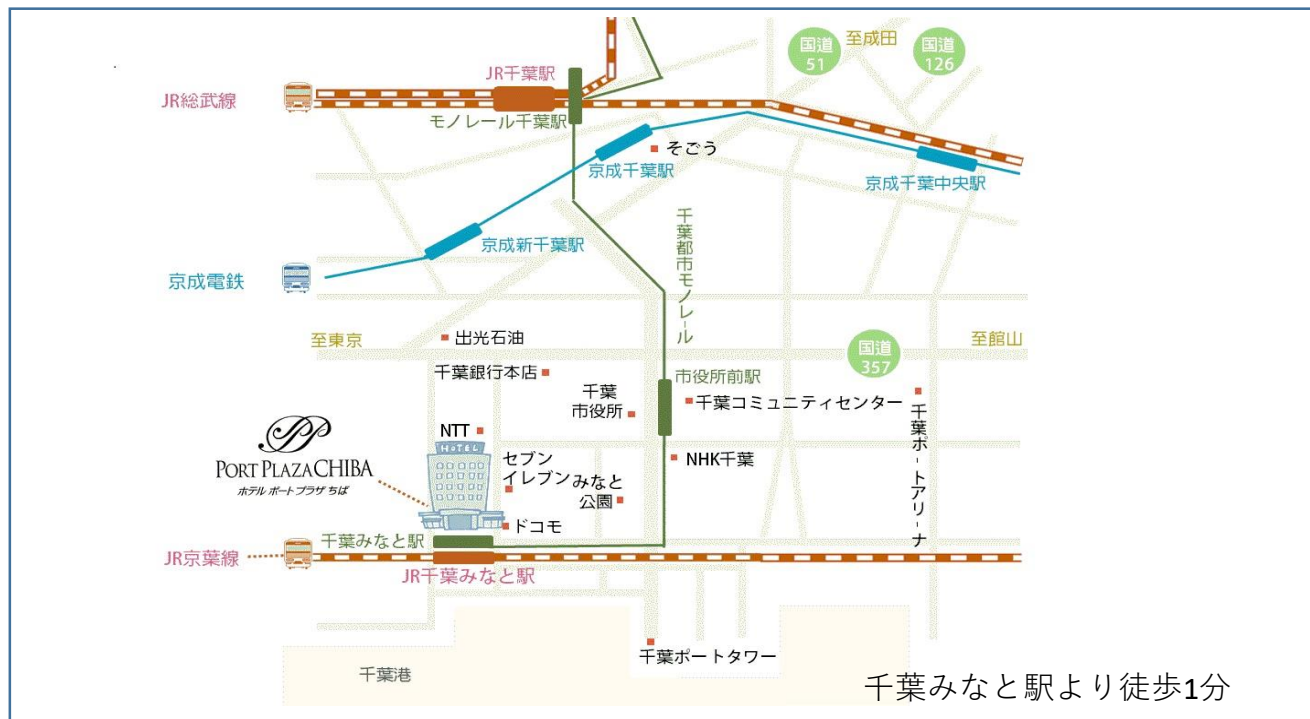 国道
51
至成田
国道
126
JR千葉駅
JR総武線
モノレール千葉駅
そごう
京成千葉駅
京成千葉中央駅
千葉都市モノレール
京成新千葉駅
京成電鉄
至東京
出光石油
国道
357
至館山
千葉銀行本店
市役所前駅
千葉
市役所
千葉コミュニティセンター
千葉ポートアリーナ
NTT
HOTEL
PORT PLAZA CHIBA
ホテル ポートプラザ ちば
セブン
イレブン
みなと
公園
NHK千葉
ドコモ
千葉みなと駅
JR京葉線
JR千葉みなと駅
千葉ポートタワー
千葉港
千葉みなと駅より徒歩1分